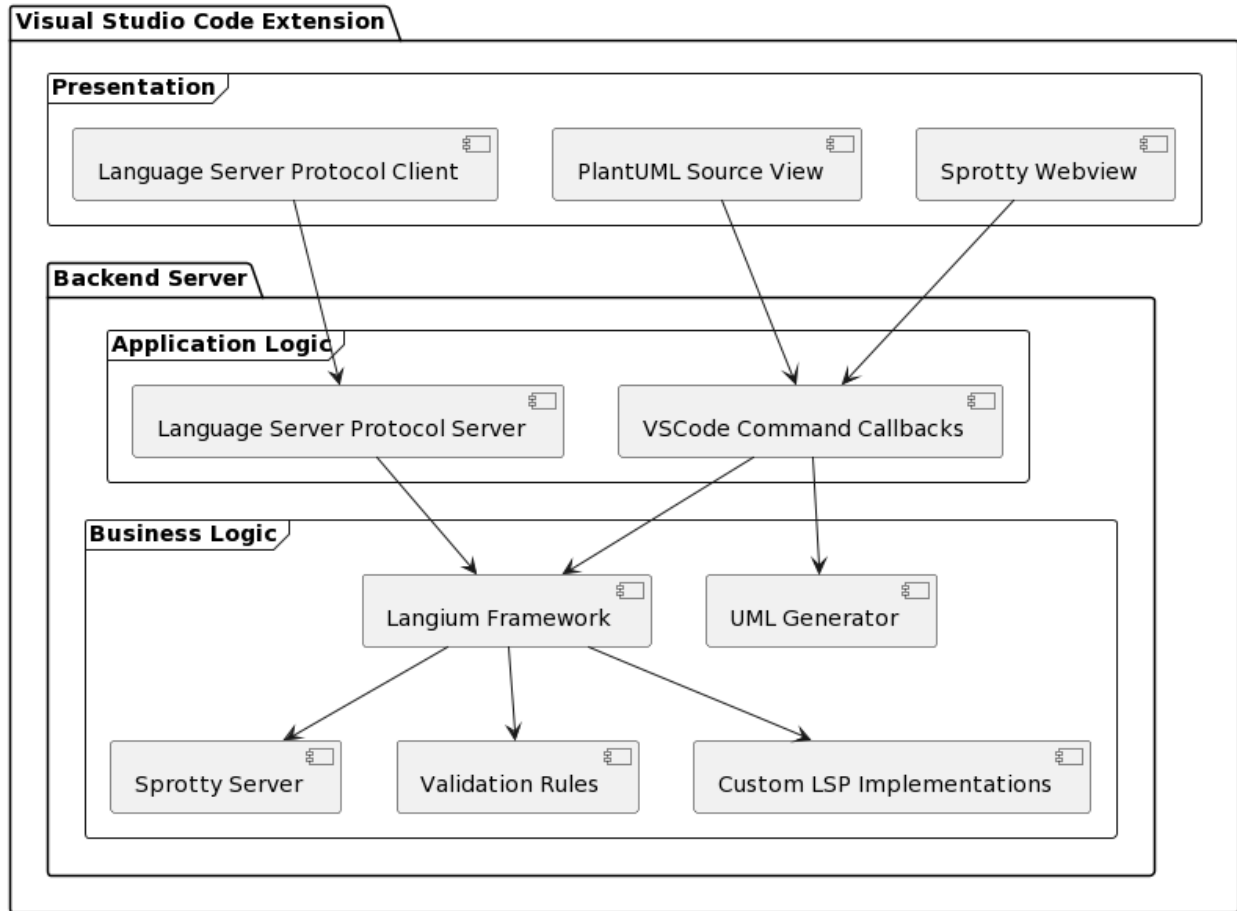 Visual Studio Code Extension
Presentation
Language Server Protocol Client
PlantUML Source View
Sprotty Webview
Backend Server
Application Logic
Language Server Protocol Server
VSCode Command Callbacks
Business Logic
Langium Framework
UML Generator
Sprotty Server
Validation Rules
Custom LSP Implementations